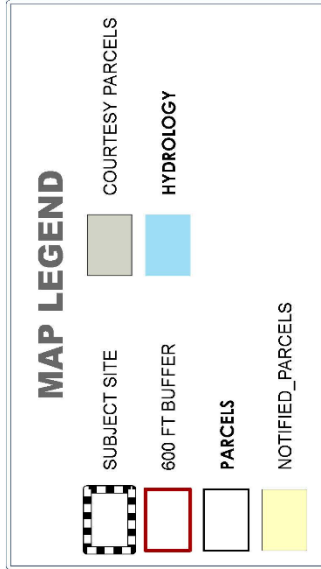 MAP LEGEND
SUBJECT SITE
600 FT BUFFER
PARCELS
NOTIFIED_PARCELS
COURTESY PARCELS
HYDROLOGY